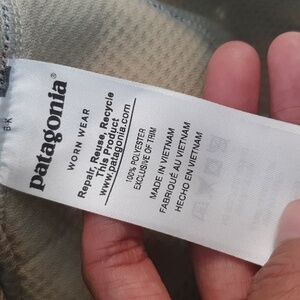 patagonia®
WORN WEAR
Repair, Reuse, Recycle
This Product
www.patagonia.com
100% POLYESTER
EXCLUSIVE OF TRIM
MADE IN VIETNAM
FABRIQUÉ AU VIETNAM
HECHO EN VIETNAM